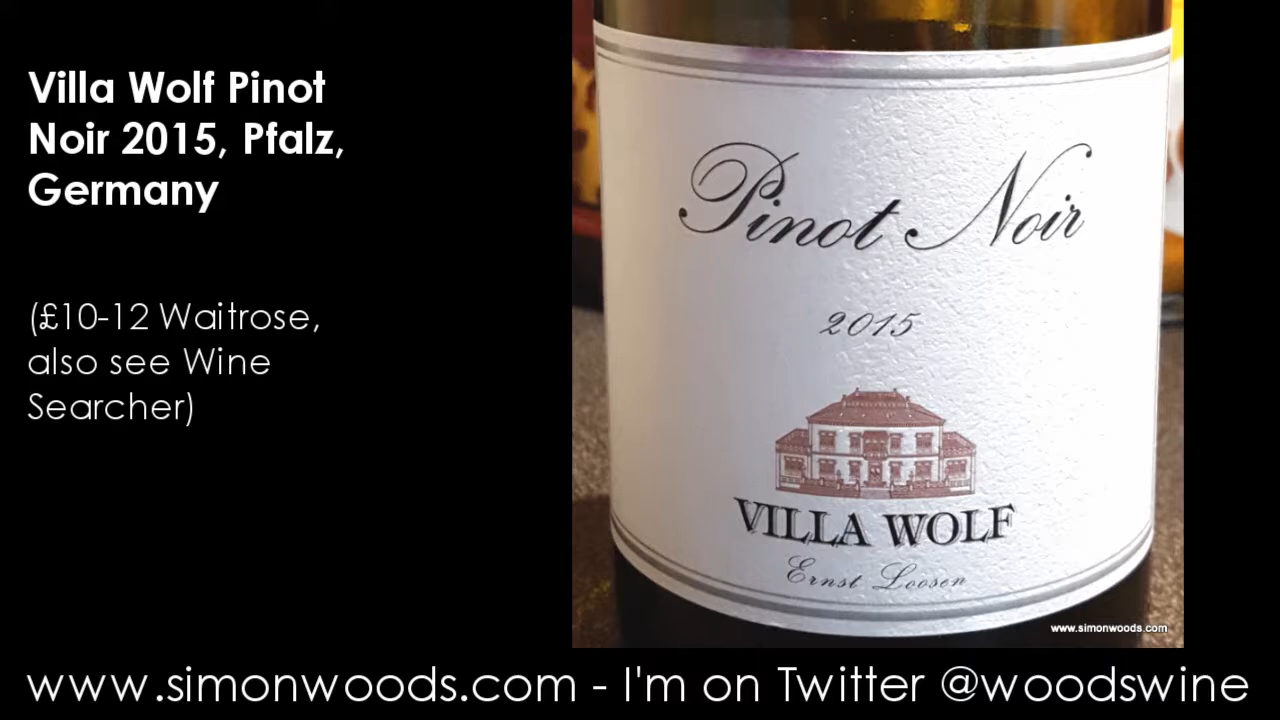 Villa Wolf Pinot
Noir 2015, Pfalz,
Germany
(£10-12 Waitrose,
also see Wine
Searcher)
Pinot Noir
2015
VILLA WOLF
Ernst Loosen
www.simonwoods.com
www.simonwoods.com - I'm on Twitter @woodswine